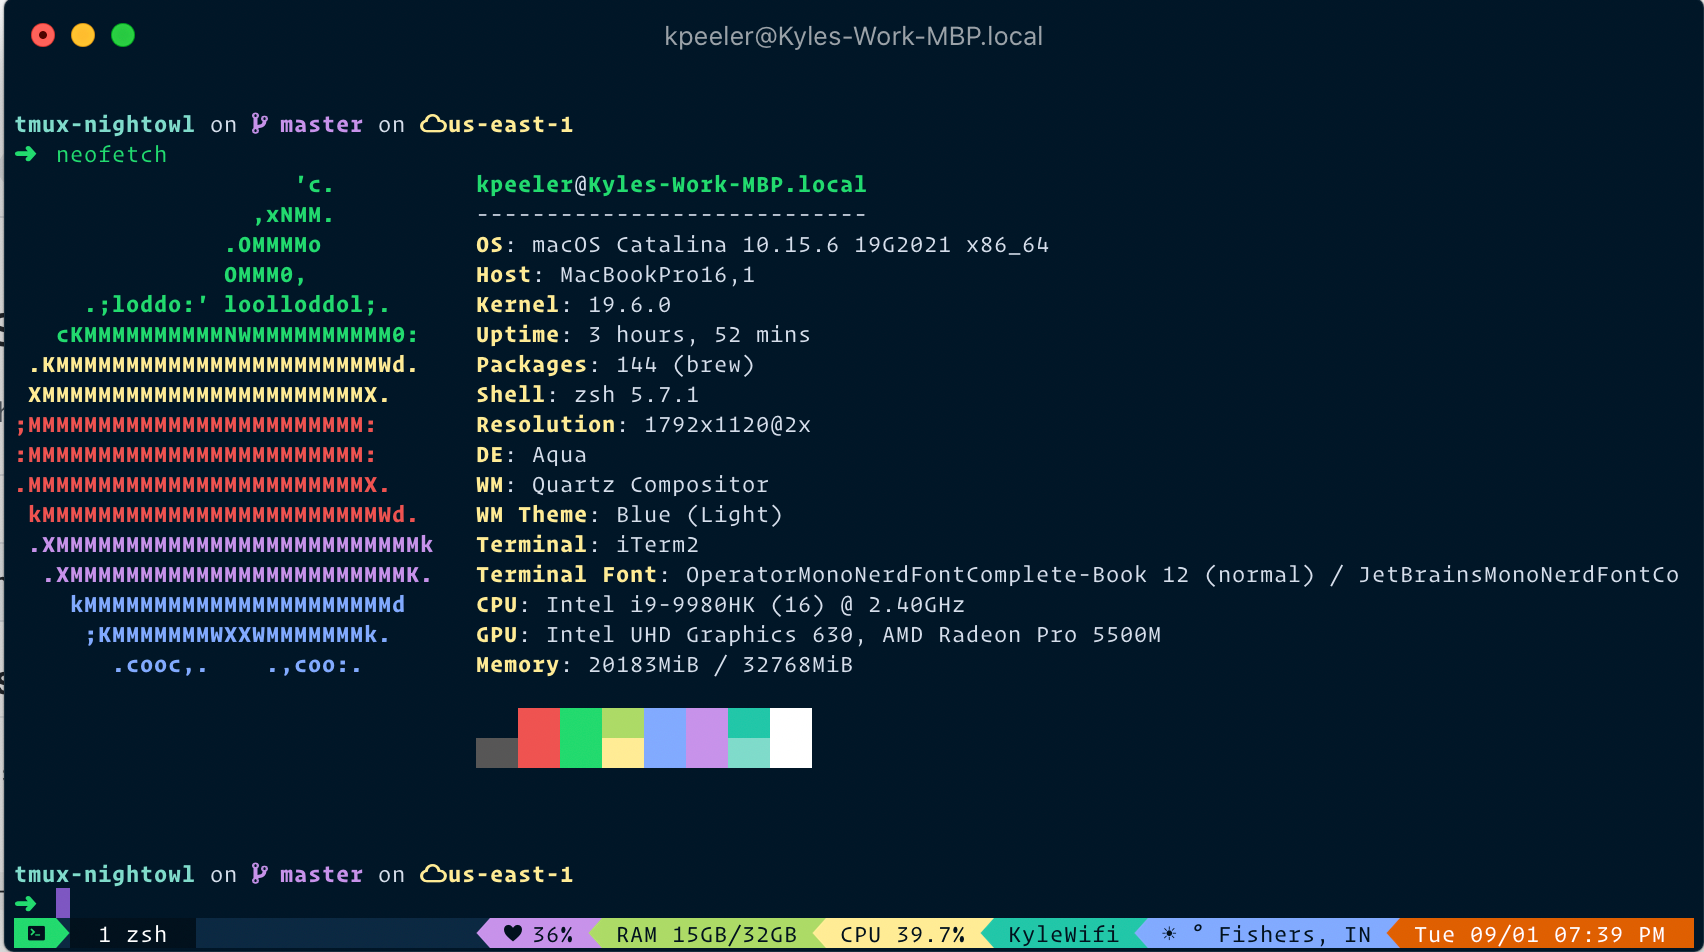 kpeeler@Kyles-Work-MBP.local
tmux-nightowl on master on us-east-1
➜ neofetch
'c. kpeeler@Kyles-Work-MBP.local
,xNMM. ----------------------------
.OMMMMo OS: macOS Catalina 10.15.6 19G2021 x86_64
OMMM0, Host: MacBookPro16,1
.;loddo:' loolloddol;. Kernel: 19.6.0
cKMMMMMMMMMMNWMMMMMMMMMM0: Uptime: 3 hours, 52 mins
.KMMMMMMMMMMMMMMMMMMMMMMMWd. Packages: 144 (brew)
XMMMMMMMMMMMMMMMMMMMMMMMX. Shell: zsh 5.7.1
;MMMMMMMMMMMMMMMMMMMMMMMM: Resolution: 1792x1120@2x
:MMMMMMMMMMMMMMMMMMMMMMMM: DE: Aqua
.MMMMMMMMMMMMMMMMMMMMMMMMX. WM: Quartz Compositor
kMMMMMMMMMMMMMMMMMMMMMMMMWd. WM Theme: Blue (Light)
.XMMMMMMMMMMMMMMMMMMMMMMMMMMk Terminal: iTerm2
.XMMMMMMMMMMMMMMMMMMMMMMMMK. Terminal Font: OperatorMonoNerdFontComplete-Book 12 (normal) / JetBrainsMonoNerdFontCo
kMMMMMMMMMMMMMMMMMMMMMMd CPU: Intel i9-9980HK (16) @ 2.40GHz
;KMMMMMMMWXXWMMMMMMMk. GPU: Intel UHD Graphics 630, AMD Radeon Pro 5500M
.cooc,. .,coo:. Memory: 20183MiB / 32768MiB
tmux-nightowl on master on us-east-1
➜
1 zsh ♥ 36% RAM 15GB/32GB CPU 39.7% KyleWifi ☀ ° Fishers, IN Tue 09/01 07:39 PM